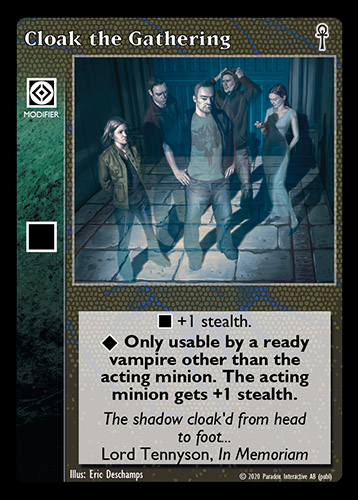 Cloak the Gathering
MODIFIER
+1 stealth.
Only usable by a ready
vampire other than the
acting minion. The acting
minion gets +1 stealth.
The shadow cloak'd from head
to foot...
Lord Tennyson, In Memoriam
Illus: Eric Deschamps
© 2020 Paradox Interactive AB (publ)